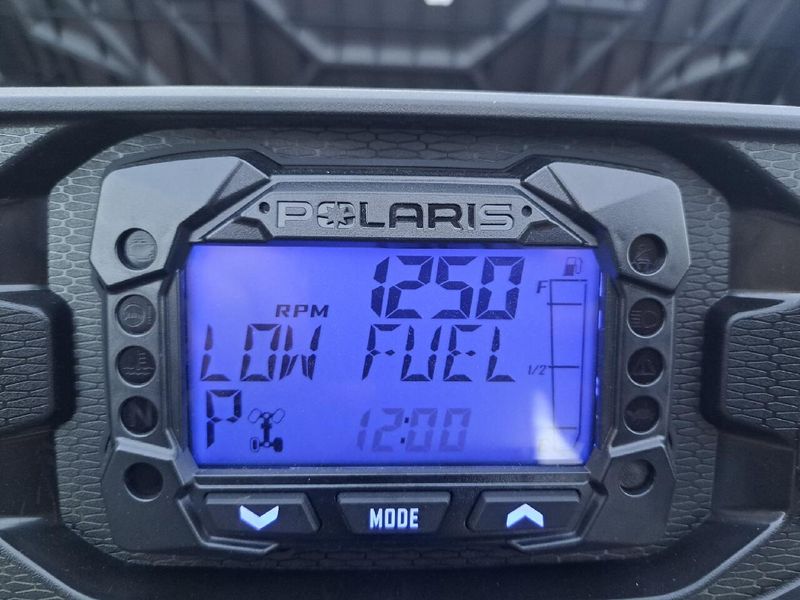 POLARIS
1250
RPM
F
LOW FUEL
1/2
P
12:00
MODE